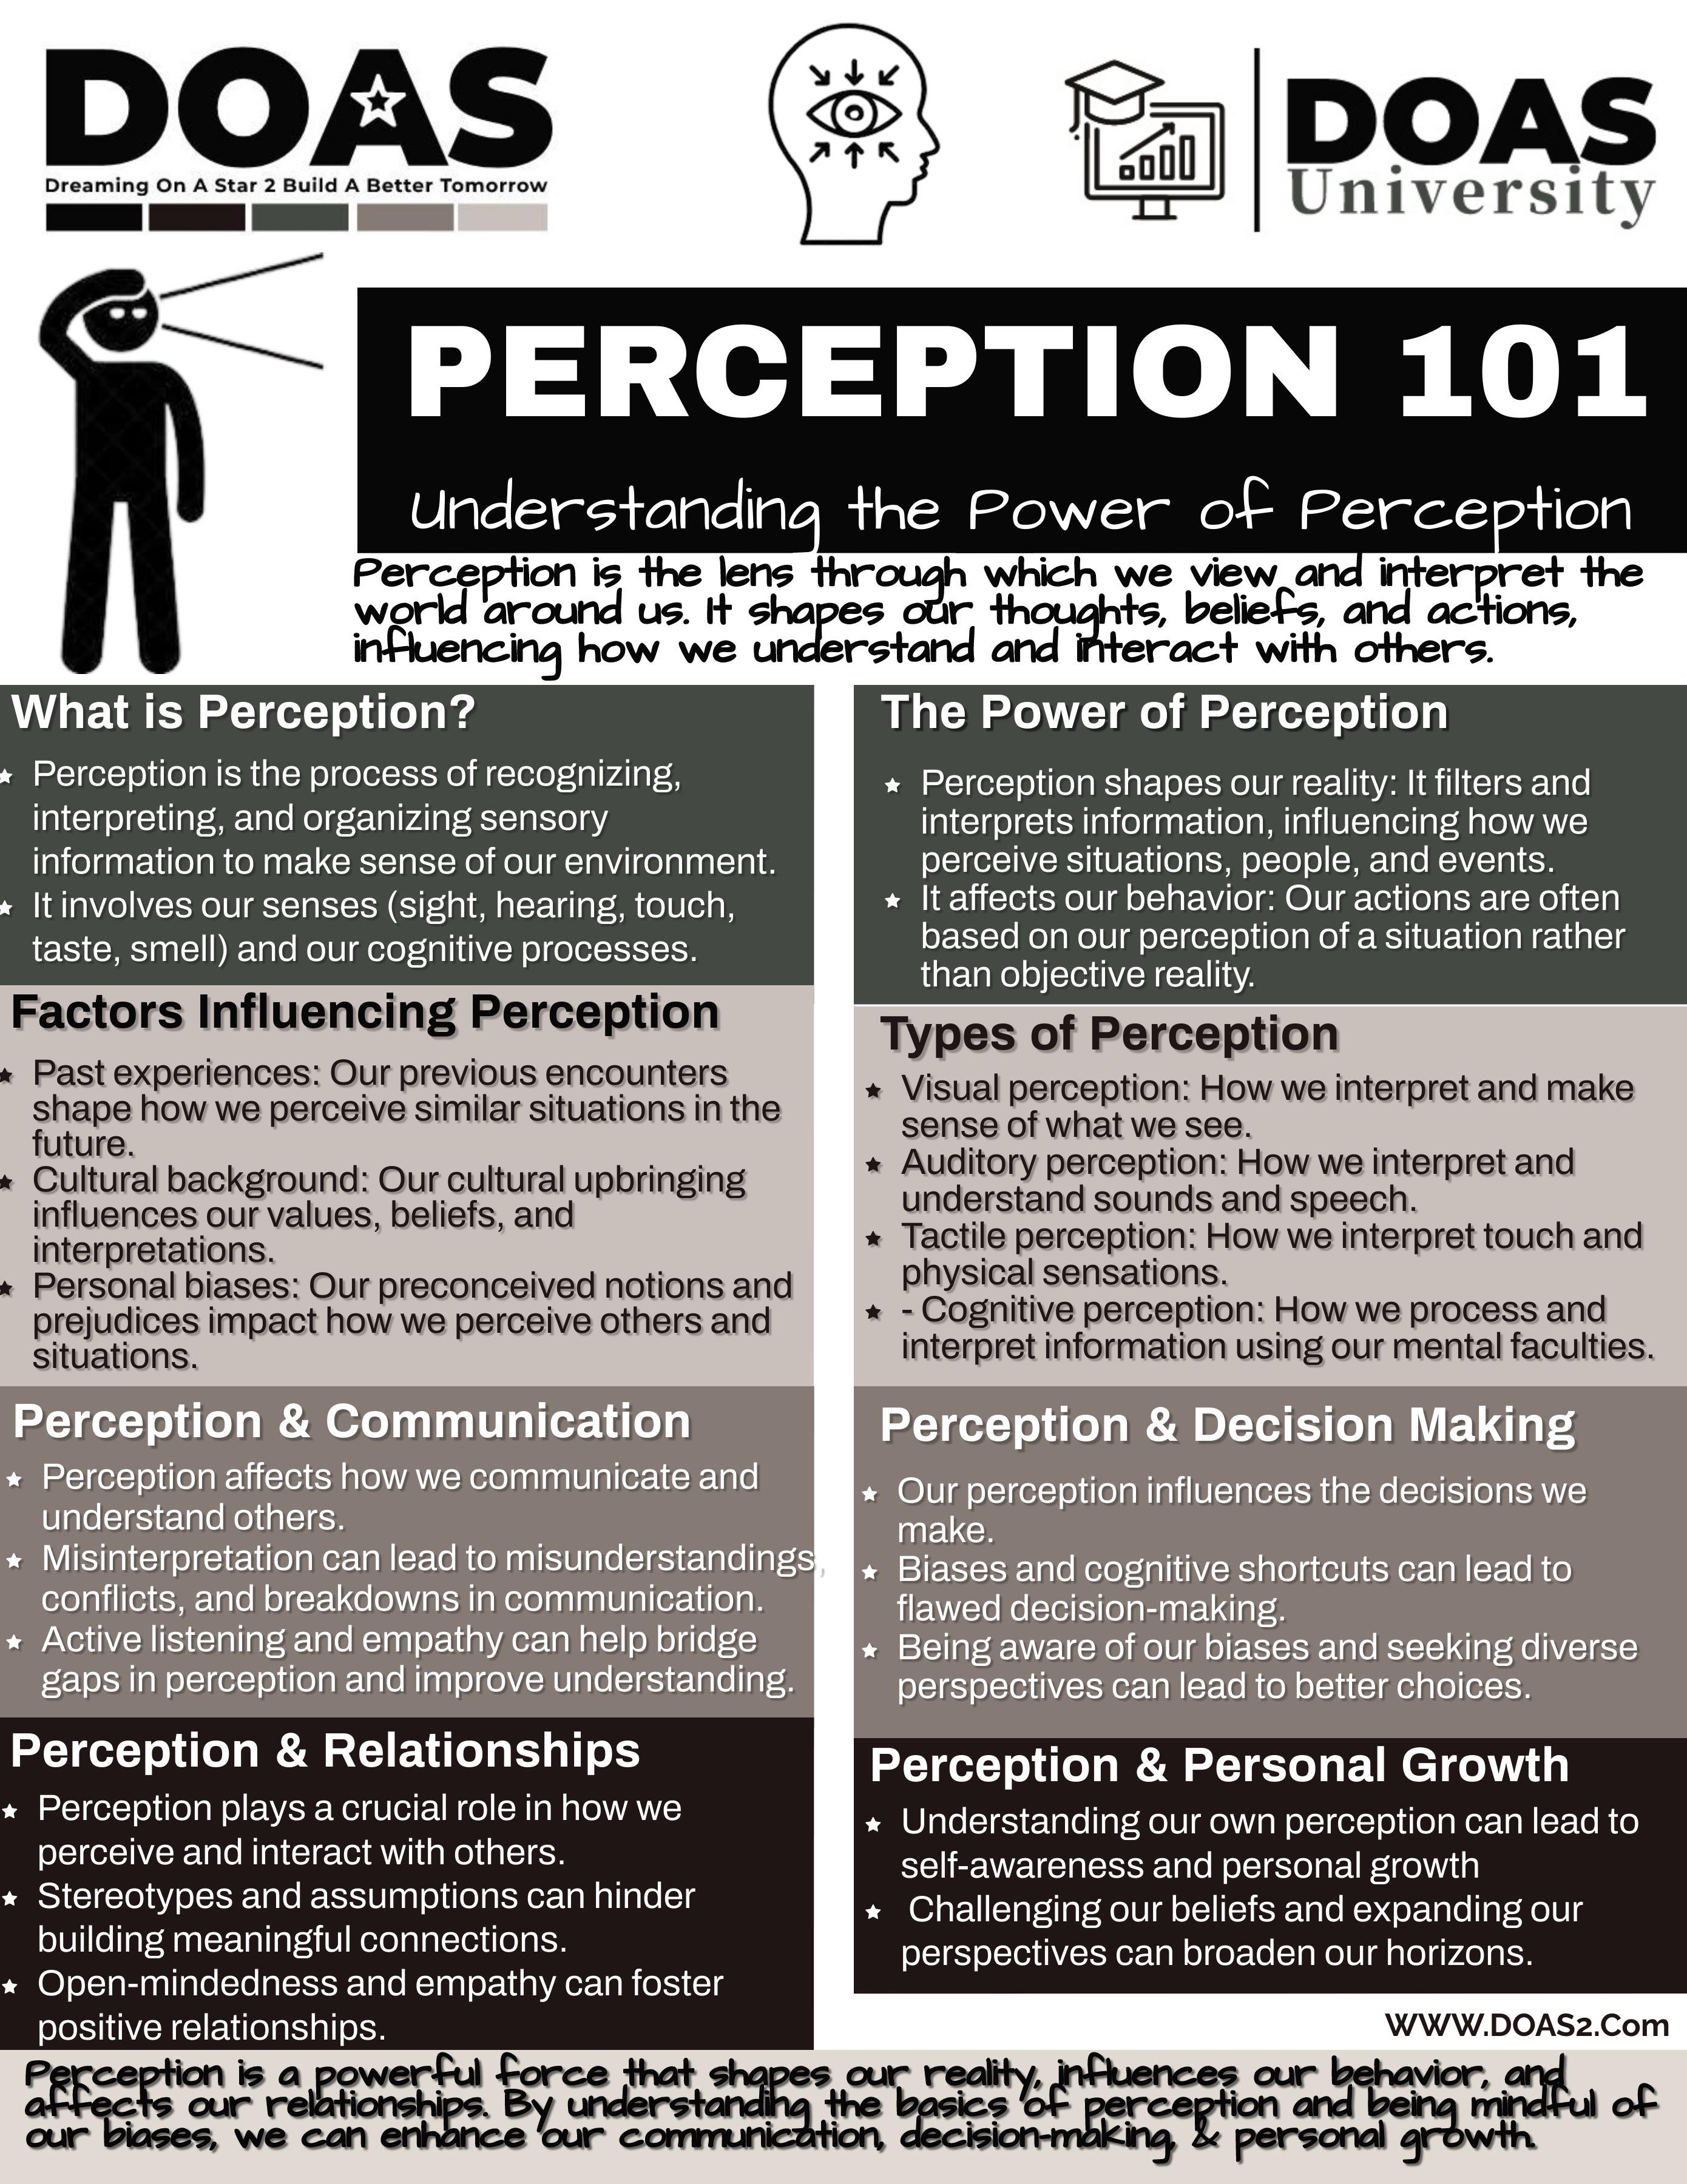 DOAS
Dreaming On A Star 2 Build A Better Tomorrow
DOAS
University
PERCEPTION 101
Understanding the Power of Perception
Perception is the lens through which we view and interpret the
world around us. It shapes our thoughts, beliefs, and actions,
influencing how we understand and interact with others.
What is Perception?
Perception is the process of recognizing,
interpreting, and organizing sensory
information to make sense of our environment.
It involves our senses (sight, hearing, touch,
taste, smell) and our cognitive processes.
Factors Influencing Perception
Past experiences: Our previous encounters
shape how we perceive similar situations in the
future.
Cultural background: Our cultural upbringing
influences our values, beliefs, and
interpretations.
Personal biases: Our preconceived notions and
prejudices impact how we perceive others and
situations.
Perception & Communication
Perception affects how we communicate and
understand others.
Misinterpretation can lead to misunderstandings,
conflicts, and breakdowns in communication.
Active listening and empathy can help bridge
gaps in perception and improve understanding.
Perception & Relationships
Perception plays a crucial role in how we
perceive and interact with others.
Stereotypes and assumptions can hinder
building meaningful connections.
Open-mindedness and empathy can foster
positive relationships.
The Power of Perception
Perception shapes our reality: It filters and
interprets information, influencing how we
perceive situations, people, and events.
It affects our behavior: Our actions are often
based on our perception of a situation rather
than objective reality.
Types of Perception
Visual perception: How we interpret and make
sense of what we see.
Auditory perception: How we interpret and
understand sounds and speech.
Tactile perception: How we interpret touch and
physical sensations.
- Cognitive perception: How we process and
interpret information using our mental faculties.
Perception & Decision Making
Our perception influences the decisions we
make.
Biases and cognitive shortcuts can lead to
flawed decision-making.
Being aware of our biases and seeking diverse
perspectives can lead to better choices.
Perception & Personal Growth
Understanding our own perception can lead to
self-awareness and personal growth
Challenging our beliefs and expanding our
perspectives can broaden our horizons.
WWW.DOAS2.Com
Perception is a powerful force that shapes our reality, influences our behavior, and
affects our relationships. By understanding the basics of perception and being mindful of
our biases, we can enhance our communication, decision-making, & personal growth.